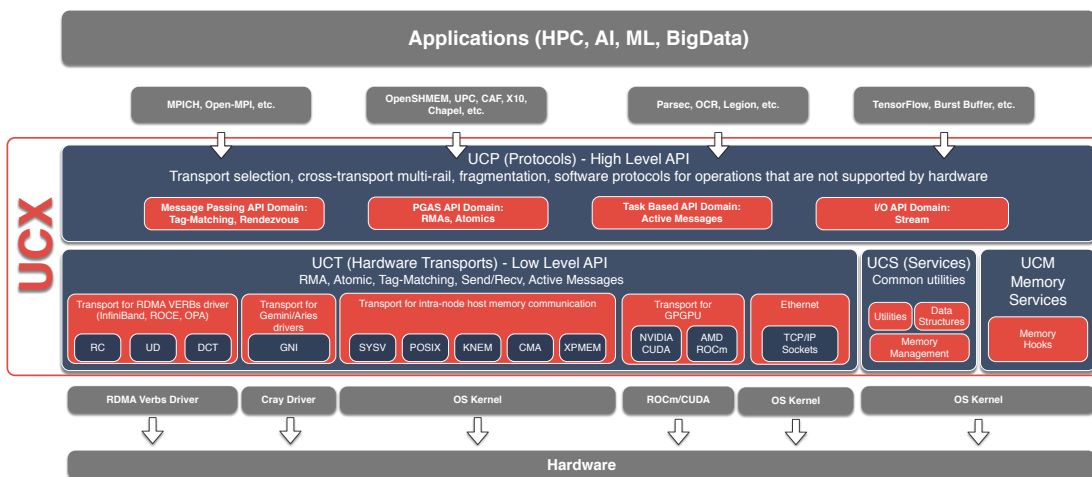 Applications (HPC, AI, ML, BigData)
MPICH, Open-MPI, etc.
OpenSHMEM, UPC, CAF, X10,
Chapel, etc.
Parsec, OCR, Legion, etc.
TensorFlow, Burst Buffer, etc.
UCX
UCP (Protocols) - High Level API
Transport selection, cross-transport multi-rail, fragmentation, software protocols for operations that are not supported by hardware
Message Passing API Domain:
Tag-Matching, Rendezvous
PGAS API Domain:
RMAs, Atomics
Task Based API Domain:
Active Messages
I/O API Domain:
Stream
UCT (Hardware Transports) - Low Level API
RMA, Atomic, Tag-Matching, Send/Recv, Active Messages
Transport for RDMA VERBs driver
(InfiniBand, ROCE, OPA)
RC
UD
DCT
Transport for
Gemini/Aries
drivers
GNI
Transport for intra-node host memory communication
SYSV
POSIX
KNEM
CMA
XPMEM
Transport for
GPGPU
NVIDIA
CUDA
AMD
ROCm
Ethernet
TCP/IP
Sockets
UCS (Services)
Common utilities
Utilities
Data
Structures
Memory
Management
UCM
Memory
Services
Memory
Hooks
RDMA Verbs Driver
Cray Driver
OS Kernel
ROCm/CUDA
OS Kernel
OS Kernel
Hardware